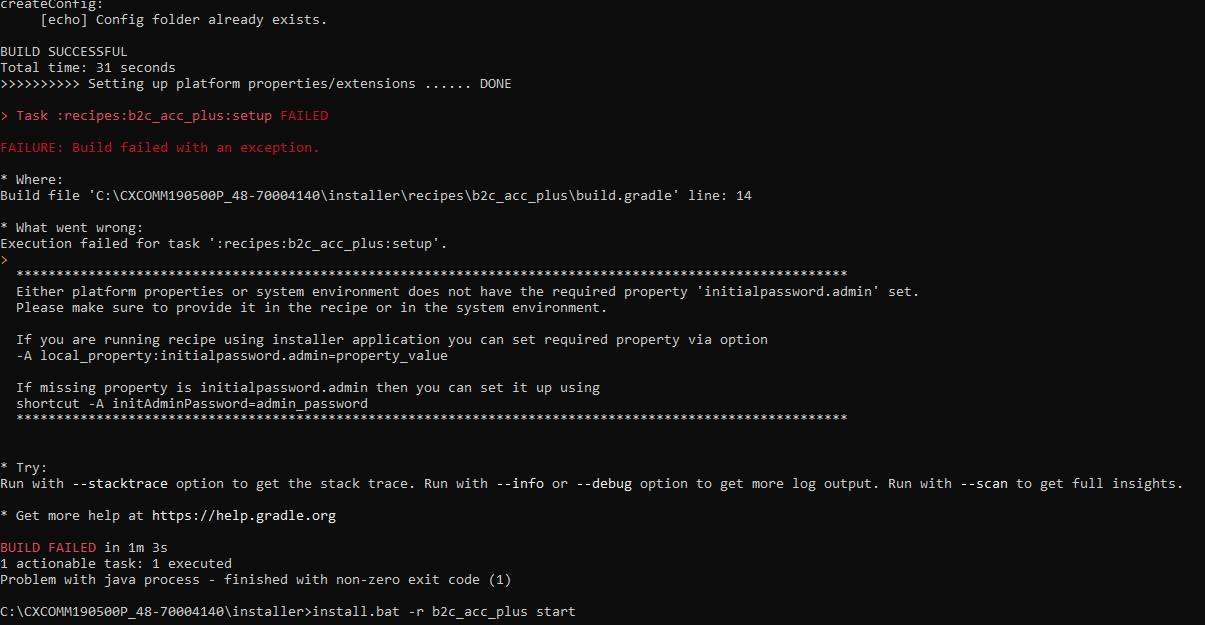 createConfig:
[echo] Config folder already exists.
BUILD SUCCESSFUL
Total time: 31 seconds
>>>>>>>>>> Setting up platform properties/extensions ...... DONE
> Task :recipes:b2c_acc_plus:setup FAILED
FAILURE: Build failed with an exception.
* Where:
Build file 'C:\CXCOMM190500P_48-70004140\installer\recipes\b2c_acc_plus\build.gradle' line: 14
* What went wrong:
Execution failed for task ':recipes:b2c_acc_plus:setup'.
>
********************************************************************************************************
Either platform properties or system environment does not have the required property 'initialpassword.admin' set.
Please make sure to provide it in the recipe or in the system environment.
If you are running recipe using installer application you can set required property via option
-A local_property:initialpassword.admin=property_value
If missing property is initialpassword.admin then you can set it up using
shortcut -A initAdminPassword=admin_password
********************************************************************************************************
* Try:
Run with --stacktrace option to get the stack trace. Run with --info or --debug option to get more log output. Run with --scan to get full insights.
* Get more help at https://help.gradle.org
BUILD FAILED in 1m 3s
1 actionable task: 1 executed
Problem with java process - finished with non-zero exit code (1)
C:\CXCOMM190500P_48-70004140\installer>install.bat -r b2c_acc_plus start